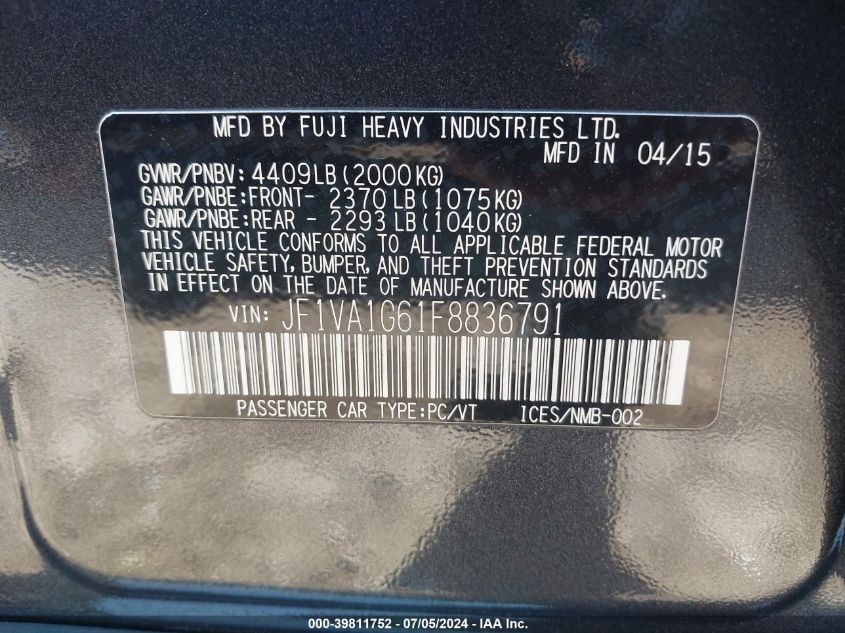 MFD BY FUJI HEAVY INDUSTRIES LTD.
MFD IN 04/15
GVWR/PNBV: 4409LB(2000KG)
GAWR/PNBE:FRONT- 2370LB(1075KG)
GAWR/PNBE:REAR - 2293LB(1040KG)
THIS VEHICLE CONFORMS TO ALL APPLICABLE FEDERAL MOTOR
VEHICLE SAFETY, BUMPER, AND THEFT PREVENTION STANDARDS
IN EFFECT ON THE DATE OF MANUFACTURE SHOWN ABOVE.
VIN: JF1VA1G61F8836791
PASSENGER CAR TYPE:PC/VT ICES/NMB-002
000-39811752 - 07/05/2024 - IAA Inc.